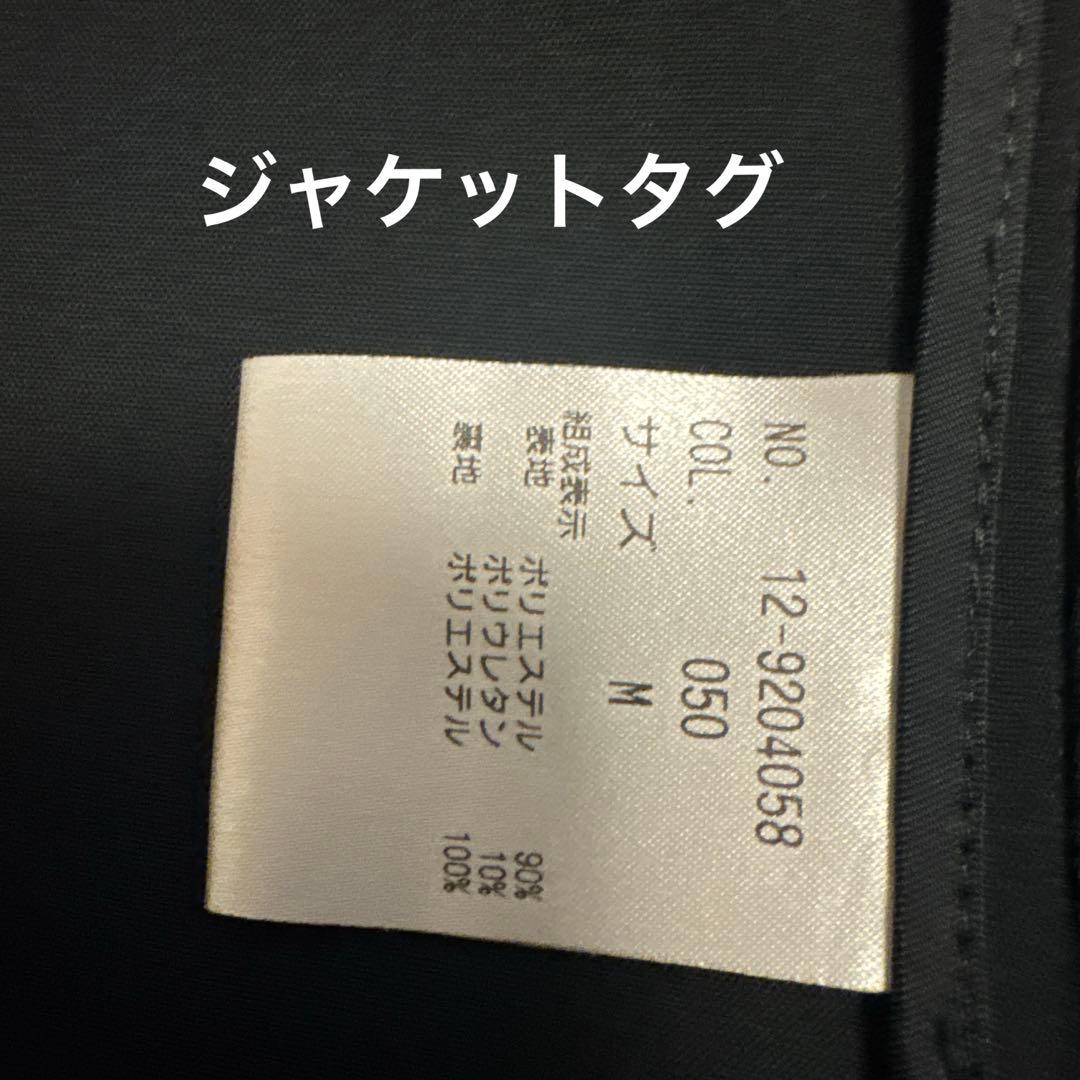 ジャケットタグ
NO. 12-9204058
COL. 050
サイズ M
組成表示
表地 ポリエステル 90%
ポリウレタン 10%
裏地 ポリエステル 100%